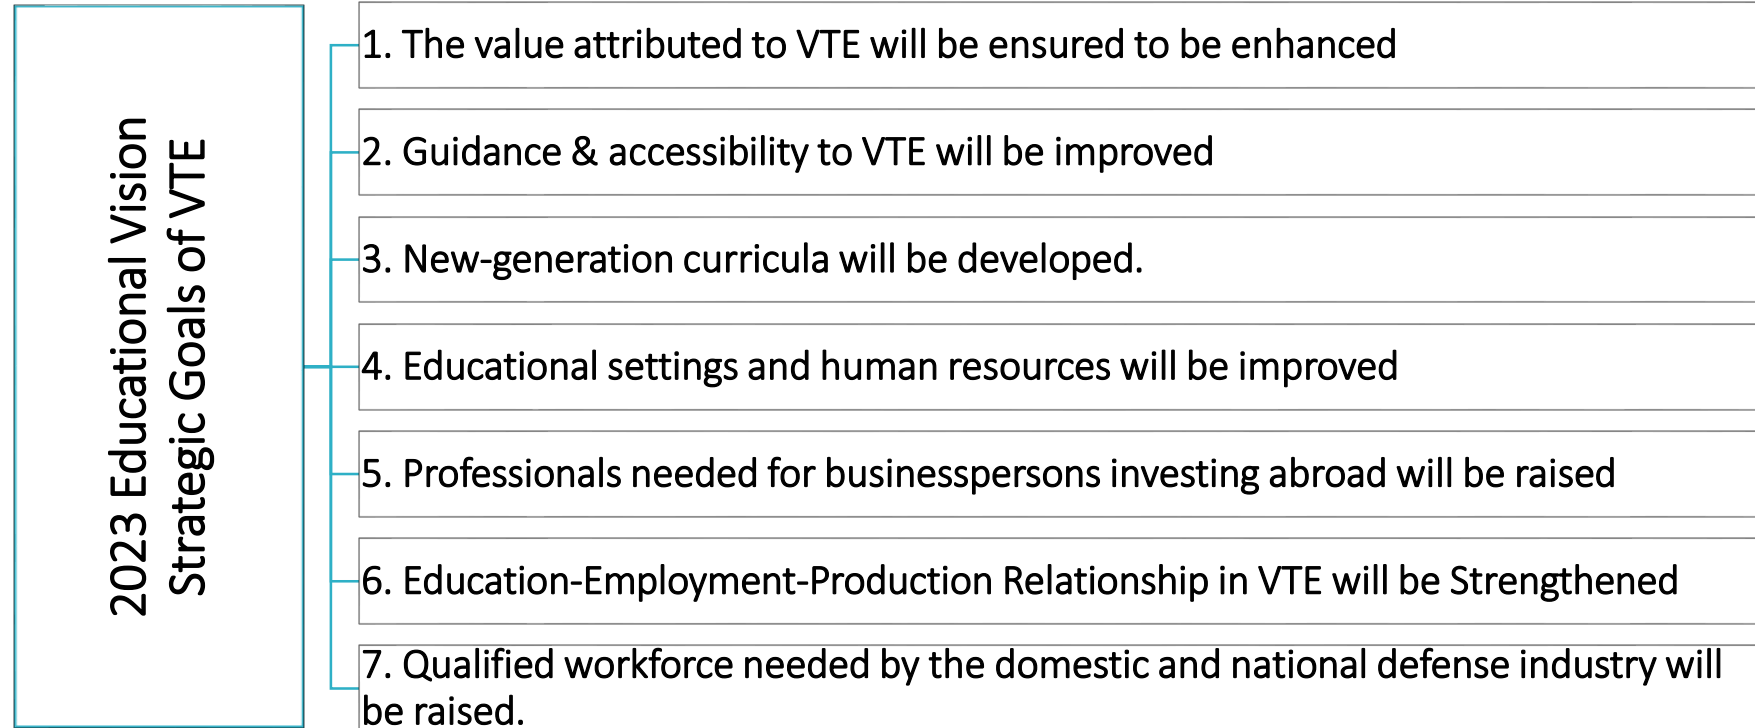 2023 Educational Vision
Strategic Goals of VTE
1. The value attributed to VTE will be ensured to be enhanced
2. Guidance & accessibility to VTE will be improved
3. New-generation curricula will be developed.
4. Educational settings and human resources will be improved
5. Professionals needed for businesspersons investing abroad will be raised
6. Education-Employment-Production Relationship in VTE will be Strengthened
7. Qualified workforce needed by the domestic and national defense industry will
be raised.